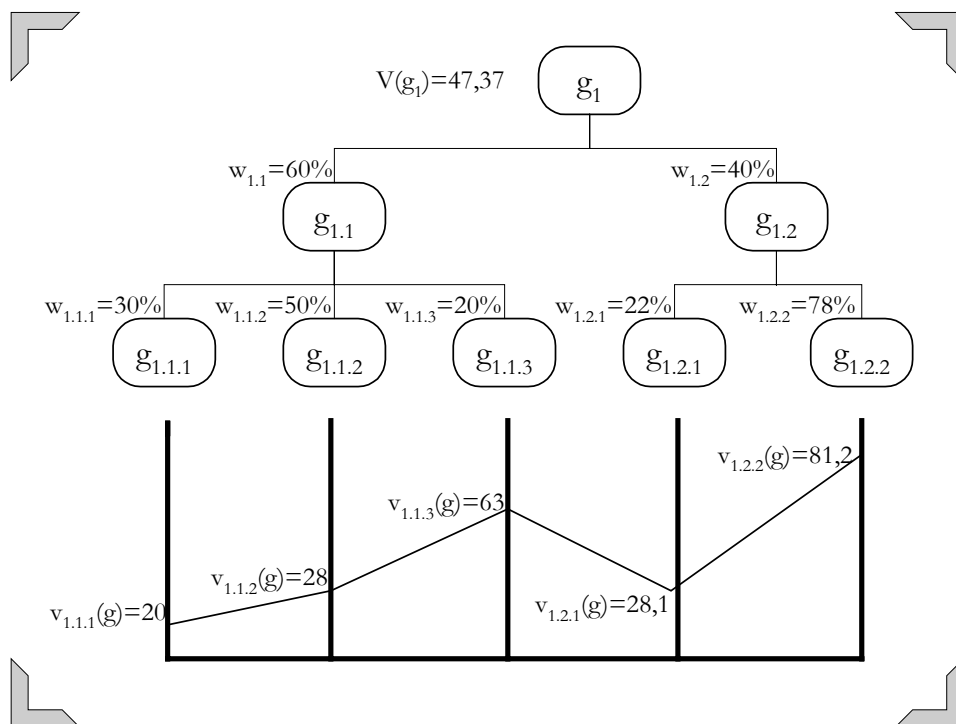 V(g₁)=47,37
g₁
w₁.₁=60%
w₁.₂=40%
g₁.₁
g₁.₂
w₁.₁.₁=30%
w₁.₁.₂=50%
w₁.₁.₃=20%
w₁.₂.₁=22%
w₁.₂.₂=78%
g₁.₁.₁
g₁.₁.₂
g₁.₁.₃
g₁.₂.₁
g₁.₂.₂
v₁.₂.₂(g)=81,2
v₁.₁.₃(g)=63
v₁.₁.₂(g)=28
v₁.₁.₁(g)=20
v₁.₂.₁(g)=28,1